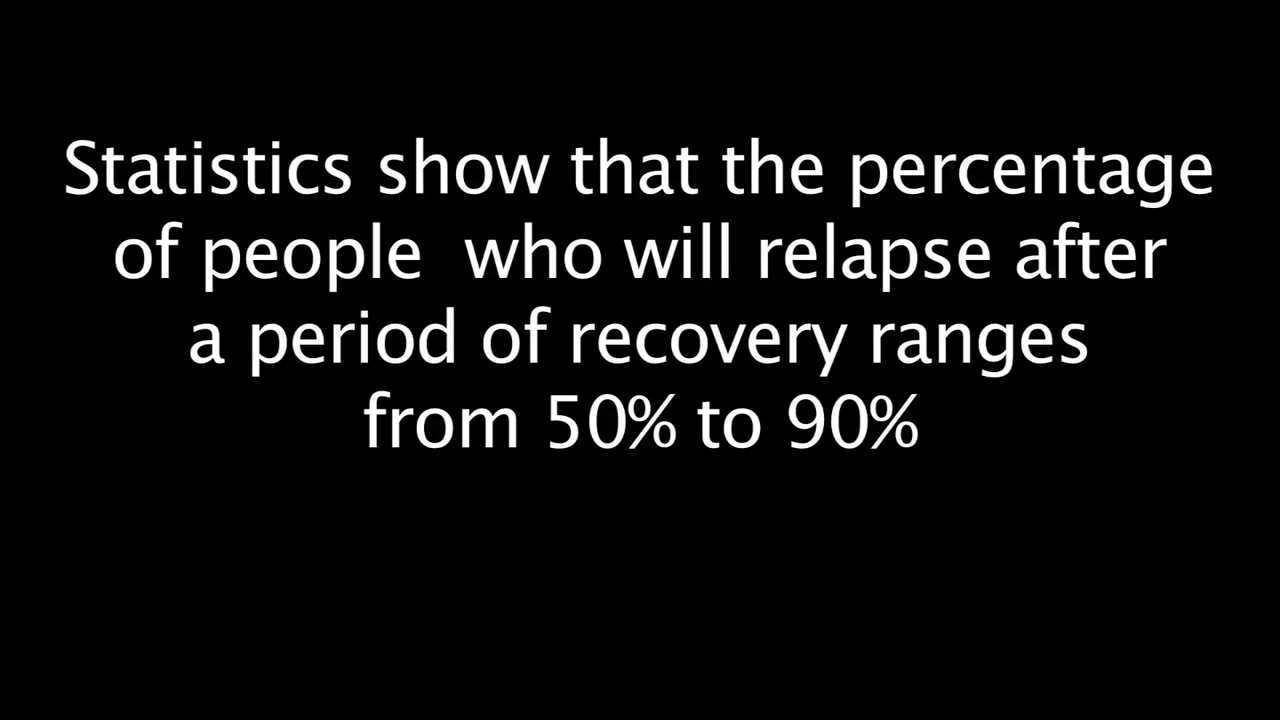 Statistics show that the percentage
of people  who will relapse after
a period of recovery ranges
from 50% to 90%